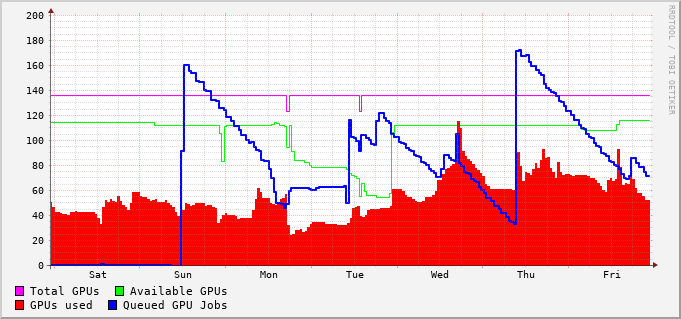 200
180
160
140
120
100
80
60
40
20
0
Sat Sun Mon Tue Wed Thu Fri
Total GPUs Available GPUs
GPUs used Queued GPU Jobs
RRDTOOL / TOBI OETIKER